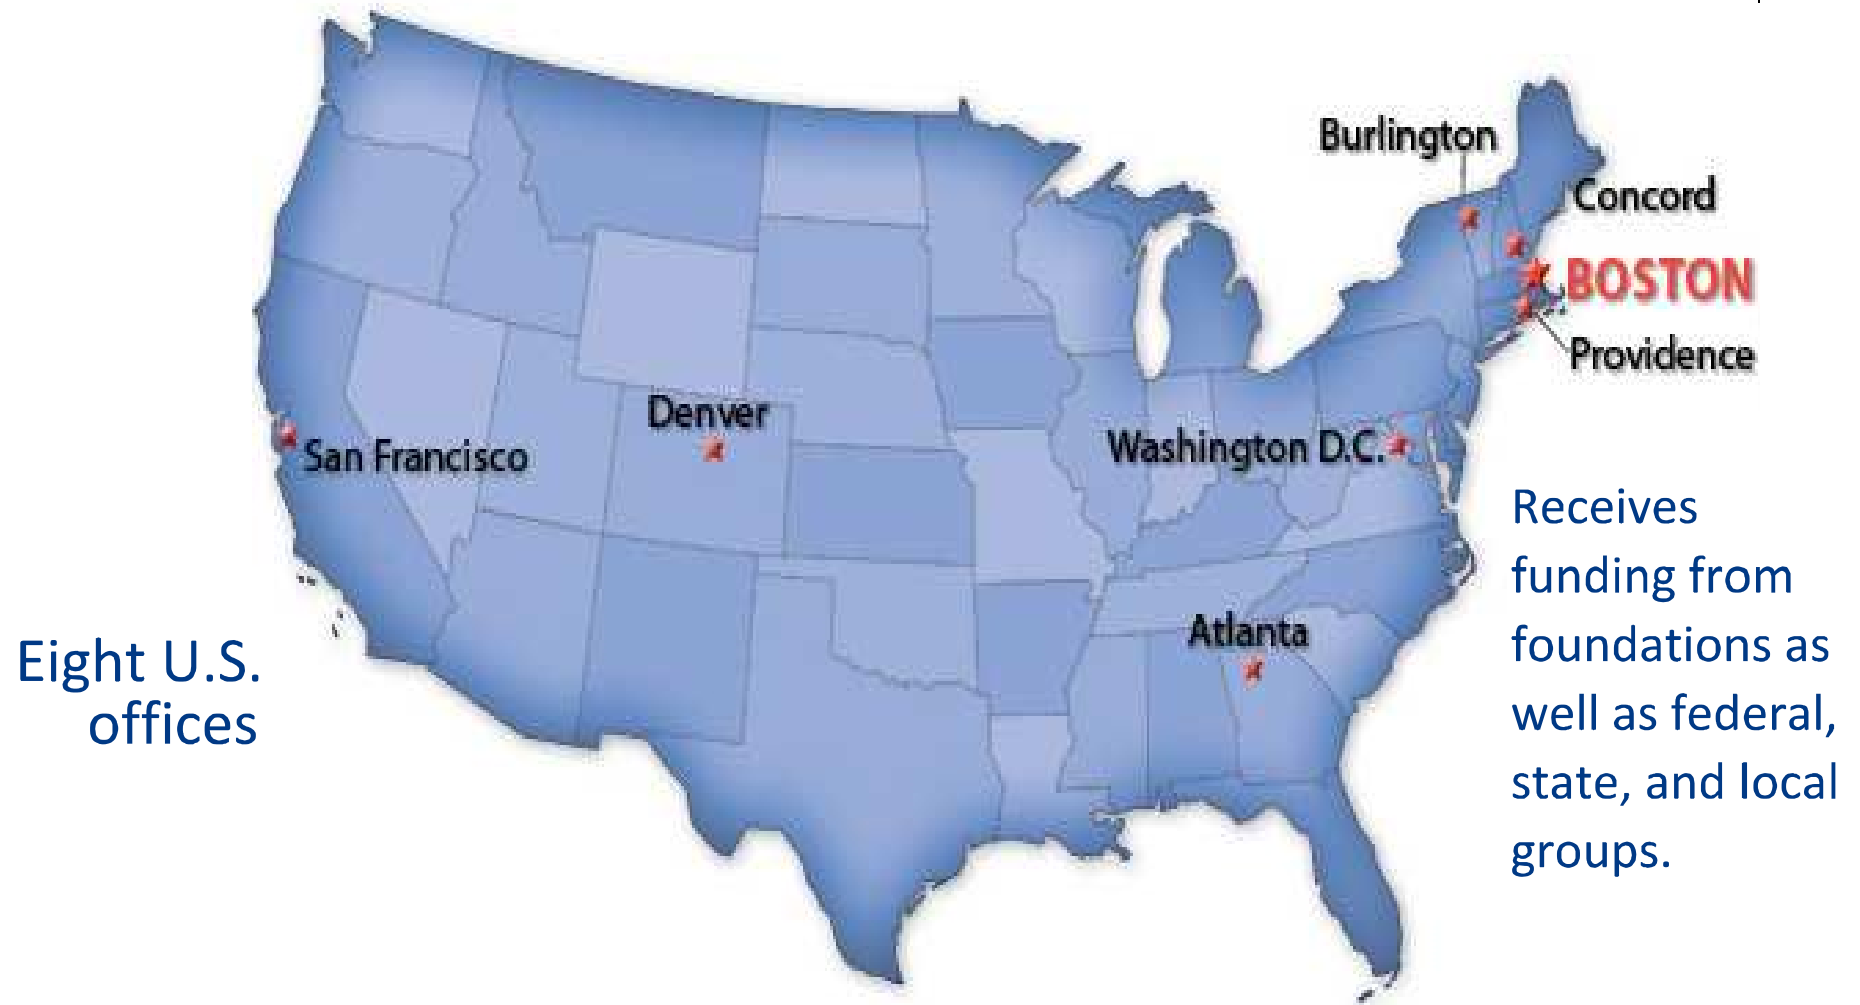 Burlington
Concord
BOSTON
Providence
Denver
San Francisco
Washington D.C.
Atlanta
Eight U.S.
offices
Receives
funding from
foundations as
well as federal,
state, and local
groups.